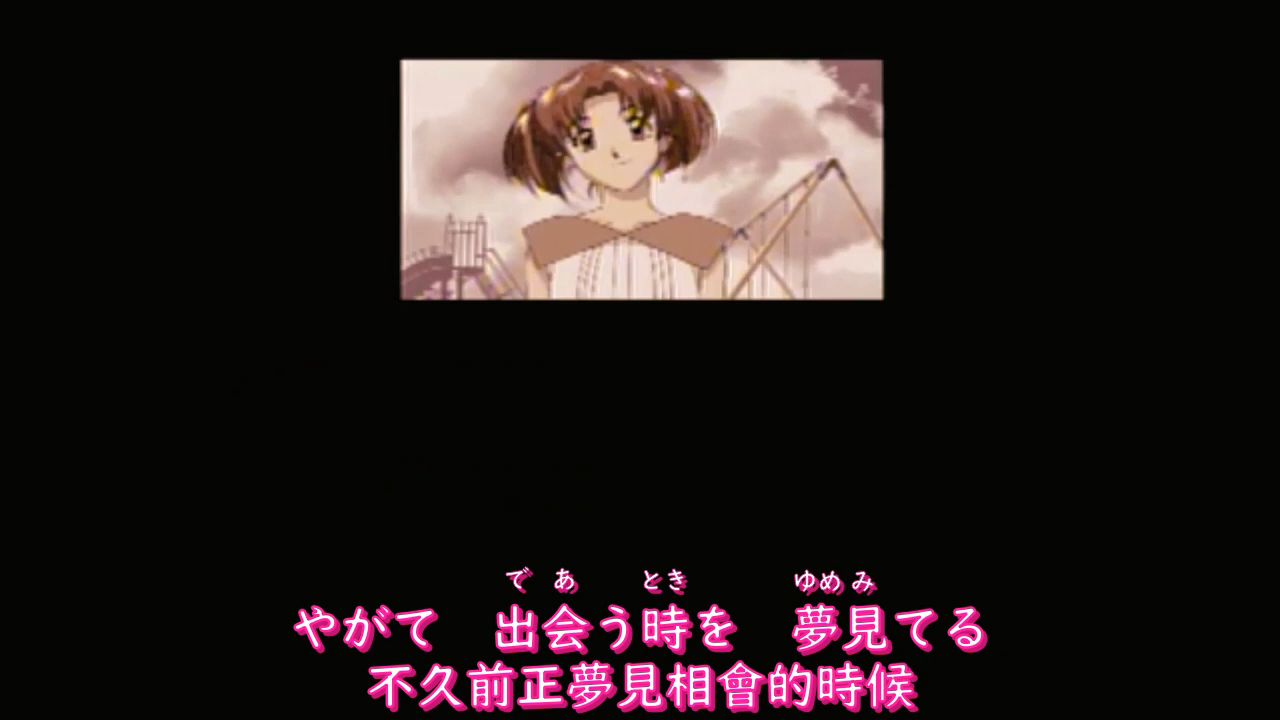 で あ とき ゆめ み
やがて 出会う時を 夢見てる
不久前正夢見相會的時候